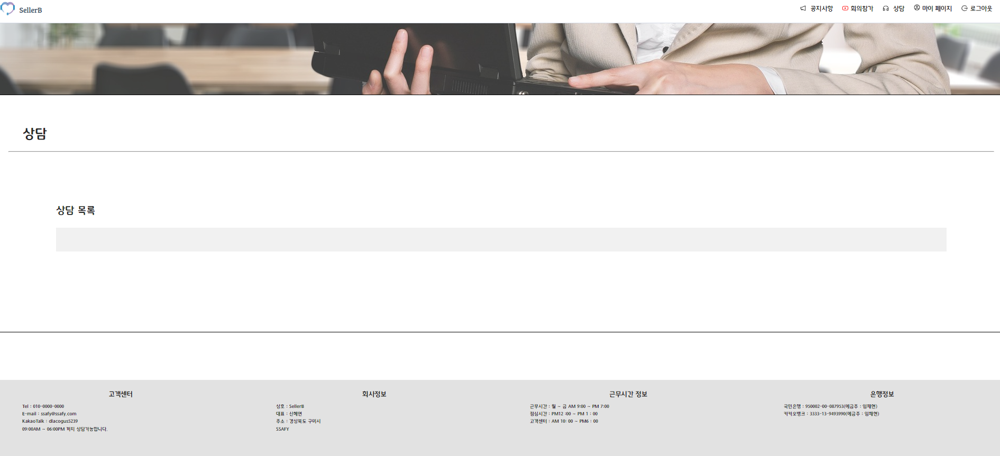 SellerB
공지사항
회의참가
상담
마이 페이지
로그아웃
상담
상담 목록
고객센터
Tel : 010-0000-0000
E-mail : ssafy@ssafy.com
KakaoTalk : dlacogus5239
09:00AM ~ 06:00PM 까지 상담가능합니다.
회사정보
상호 : SellerB
대표 : 신혜연
주소 : 경상북도 구미시
SSAFY
근무시간 정보
근무시간 : 월 ~ 금 AM 9:00 ~ PM 7:00
점심시간 : PM12 :00 ~ PM 1 : 00
고객센터 : AM 10: 00 ~ PM6 : 00
은행정보
국민은행 : 950002-00-087953(예금주 : 임채현)
카카오뱅크 : 3333-13-9493990(예금주 : 임채현)